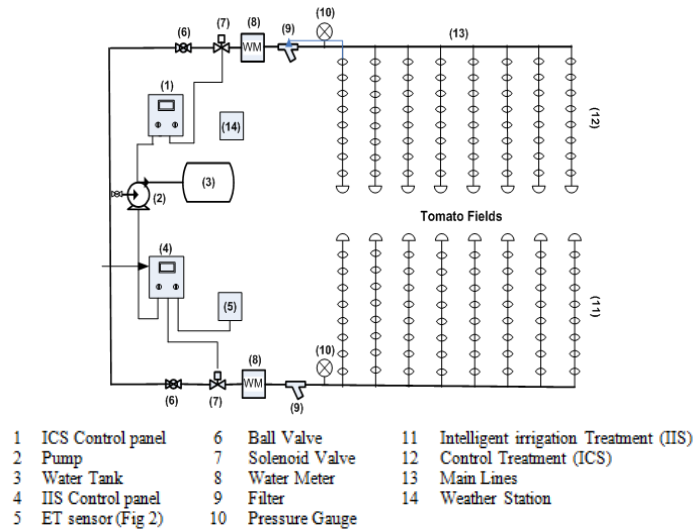 (10)
(6) (7) (8) (9) (13)
WM
(1)
(14)
(12)
(3)
(2)
Tomato Fields
(4)
(5)
(11)
(10)
(8)
WM
(6) (7) (9)
1 ICS Control panel 6 Ball Valve 11 Intelligent irrigation Treatment (IIS)
2 Pump 7 Solenoid Valve 12 Control Treatment (ICS)
3 Water Tank 8 Water Meter 13 Main Lines
4 IIS Control panel 9 Filter 14 Weather Station
5 ET sensor (Fig 2) 10 Pressure Gauge